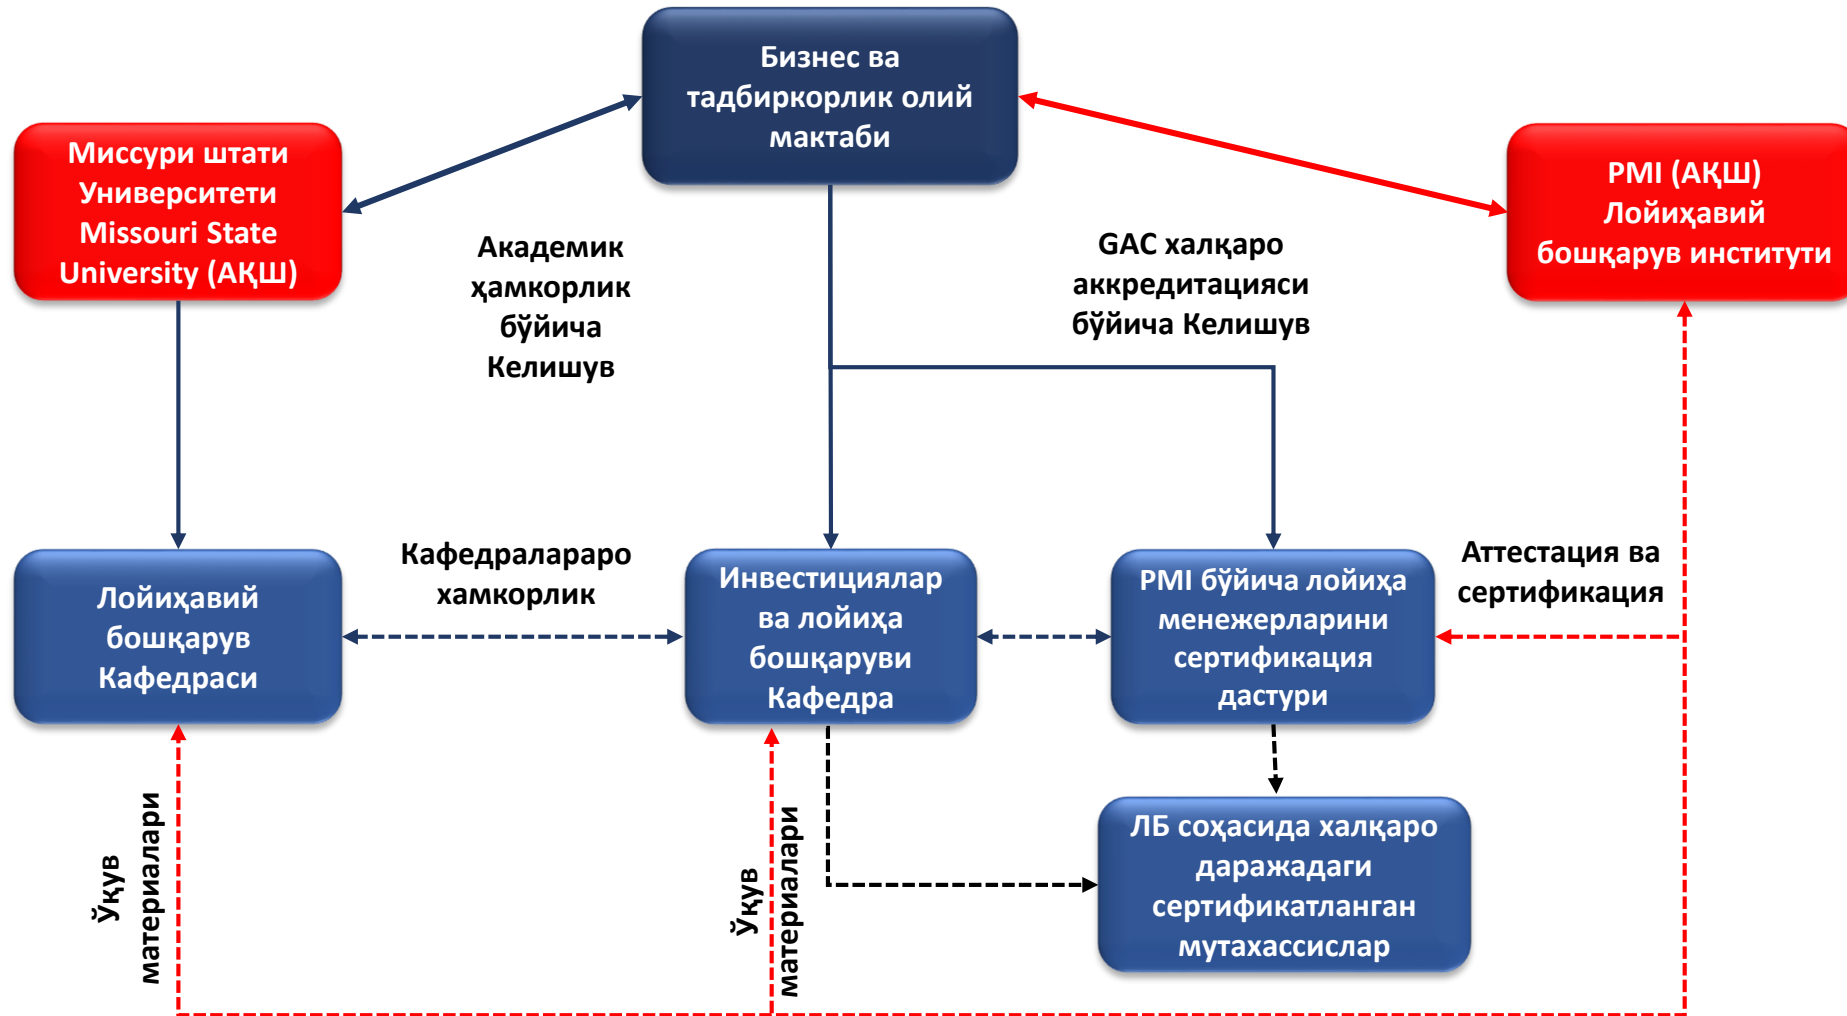 Бизнес ва
тадбиркорлик олий
мактаби
Миссури штати
Университети
Missouri State
University (АҚШ)
PMI (АҚШ)
Лойиҳавий
бошқарув институти
Академик
ҳамкорлик
бўйича
Келишув
GAC халқаро
аккредитацияси
бўйича Келишув
Лойиҳавий
бошқарув
Кафедраси
Кафедралараро
хамкорлик
Инвестициялар
ва лойиҳа
бошқаруви
Кафедра
PMI бўйича лойиҳа
менежерларини
сертификация
дастури
Аттестация ва
сертификация
Ўқув
материалари
Ўқув
материалари
ЛБ соҳасида халқаро
даражадаги
сертификатланган
мутахассислар